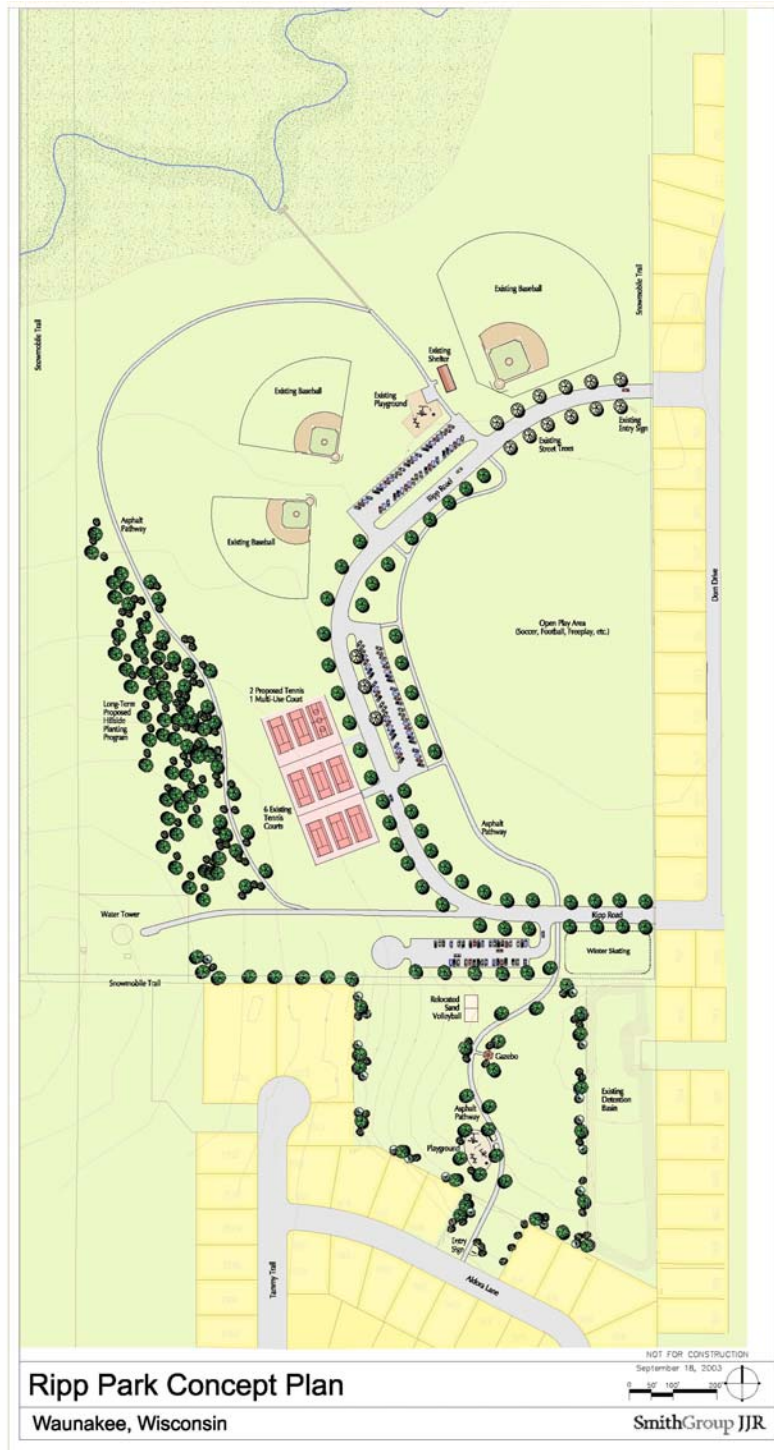 Snowmobile Trail
Snowmobile Trail
Existing Baseball
Existing
Shelter
Existing Baseball
Existing
Playground
Existing
Entry Sign
Existing
Street Trees
Ripp Road
Asphalt
Pathway
Existing Baseball
Dorn Drive
Open Play Area
(Soccer, Football, Freeplay, etc.)
2 Proposed Tennis
1 Multi-Use Court
Long-Term
Proposed
Hillside
Planting
Program
6 Existing
Tennis
Courts
Asphalt
Pathway
Water Tower
Ripp Road
Winter Skating
Snowmobile Trail
Relocated
Sand
Volleyball
Gazebo
Existing
Detention
Basin
Asphalt
Pathway
Playground
Entry
Sign
Tammy Trail
Aldora Lane
NOT FOR CONSTRUCTION
September 18, 2003
0 50' 100' 200'
Ripp Park Concept Plan
Waunakee, Wisconsin
SmithGroup JJR